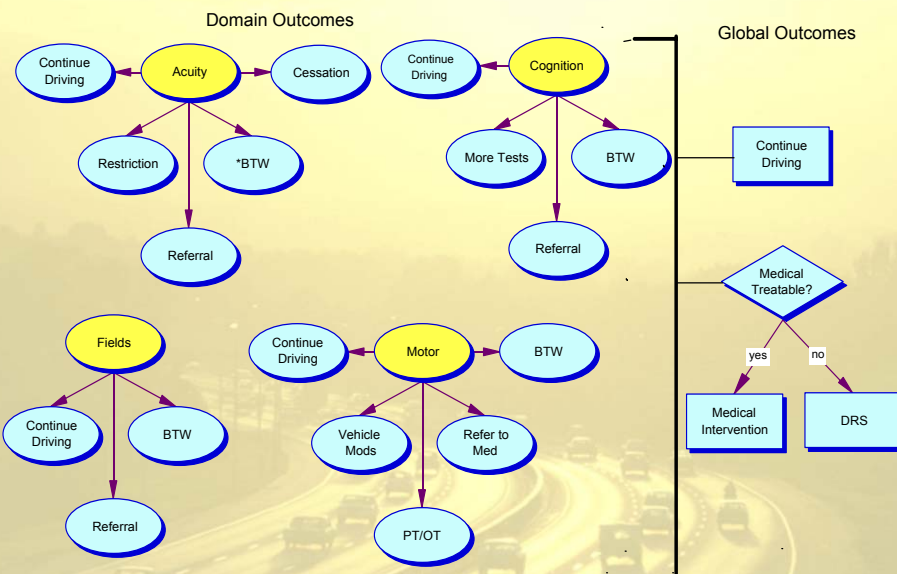 Domain Outcomes
Global Outcomes
Continue
Driving
Acuity
Cessation
Restriction
*BTW
Referral
Continue
Driving
Cognition
More Tests
BTW
Referral
Fields
Continue
Driving
BTW
Referral
Continue
Driving
Motor
BTW
Vehicle
Mods
Refer to
Med
PT/OT
Continue
Driving
Medical
Treatable?
yes
no
Medical
Intervention
DRS